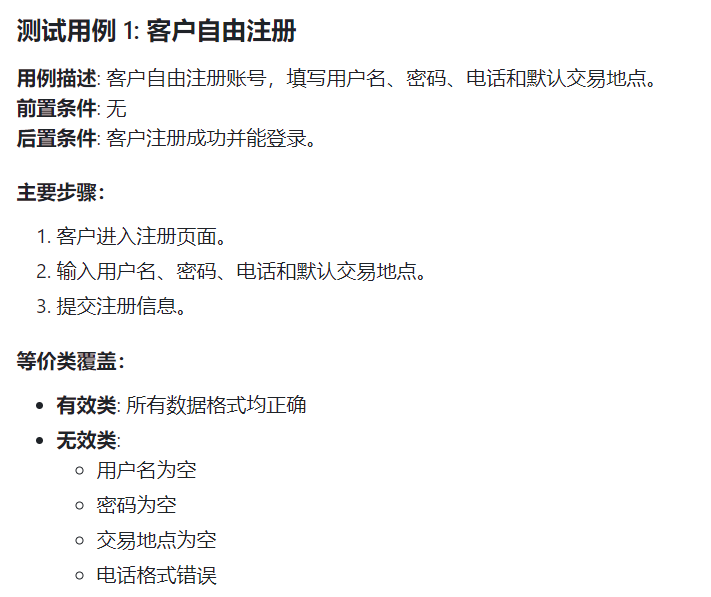 测试用例 1: 客户自由注册
用例描述: 客户自由注册账号，填写用户名、密码、电话和默认交易地点。
前置条件: 无
后置条件: 客户注册成功并能登录。
主要步骤：
1. 客户进入注册页面。
2. 输入用户名、密码、电话和默认交易地点。
3. 提交注册信息。
等价类覆盖：
• 有效类: 所有数据格式均正确
• 无效类:
○ 用户名为空
○ 密码为空
○ 交易地点为空
○ 电话格式错误